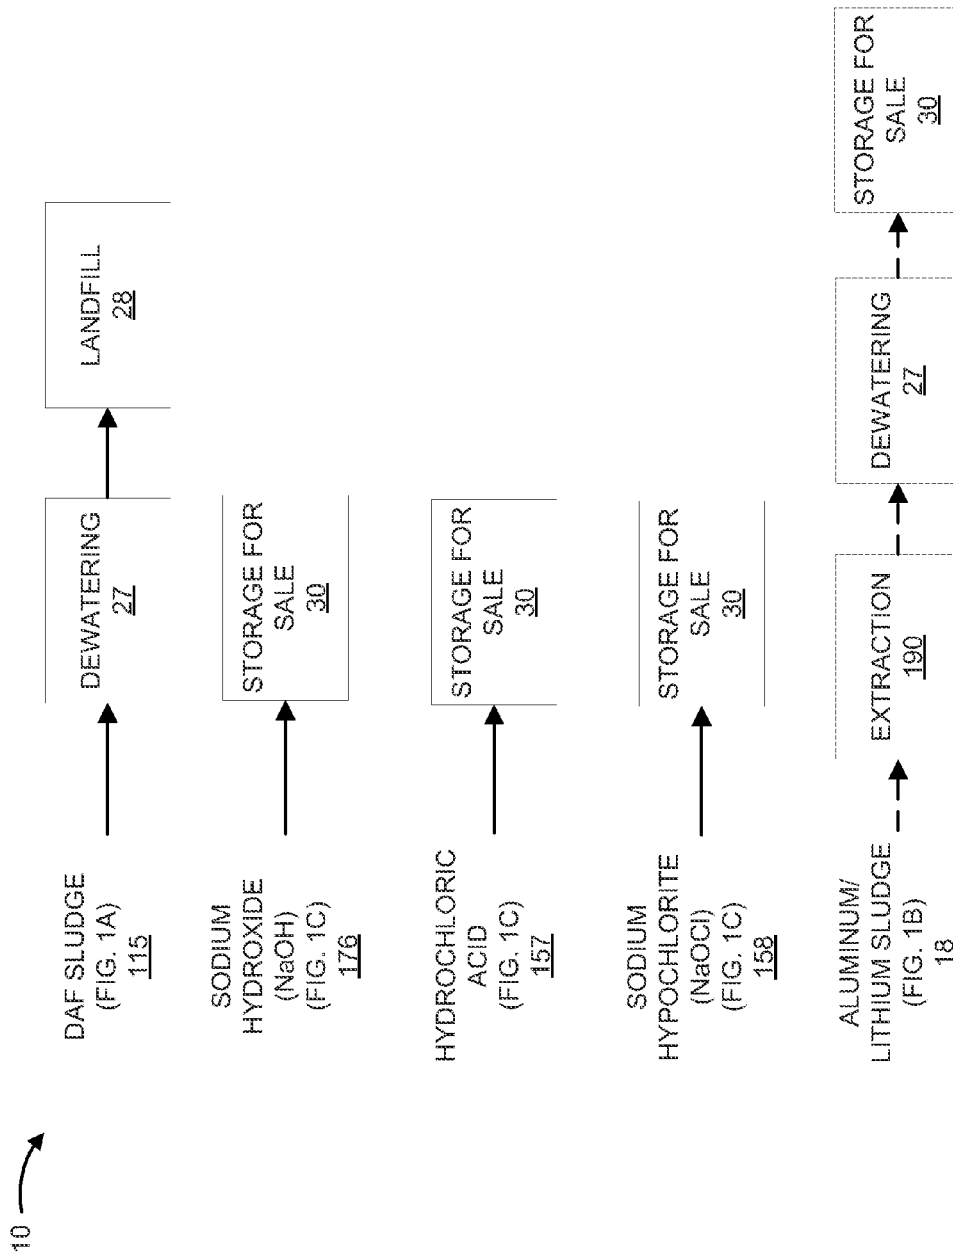 10
DAF SLUDGE
(FIG. 1A)
115
DEWATERING
27
LANDFILL
28
SODIUM
HYDROXIDE
(NaOH)
(FIG. 1C)
176
STORAGE FOR
SALE
30
HYDROCHLORIC
ACID
(FIG. 1C)
157
STORAGE FOR
SALE
30
SODIUM
HYPOCHLORITE
(NaOCl)
(FIG. 1C)
158
STORAGE FOR
SALE
30
ALUMINUM/
LITHIUM SLUDGE
(FIG. 1B)
18
EXTRACTION
190
DEWATERING
27
STORAGE FOR
SALE
30